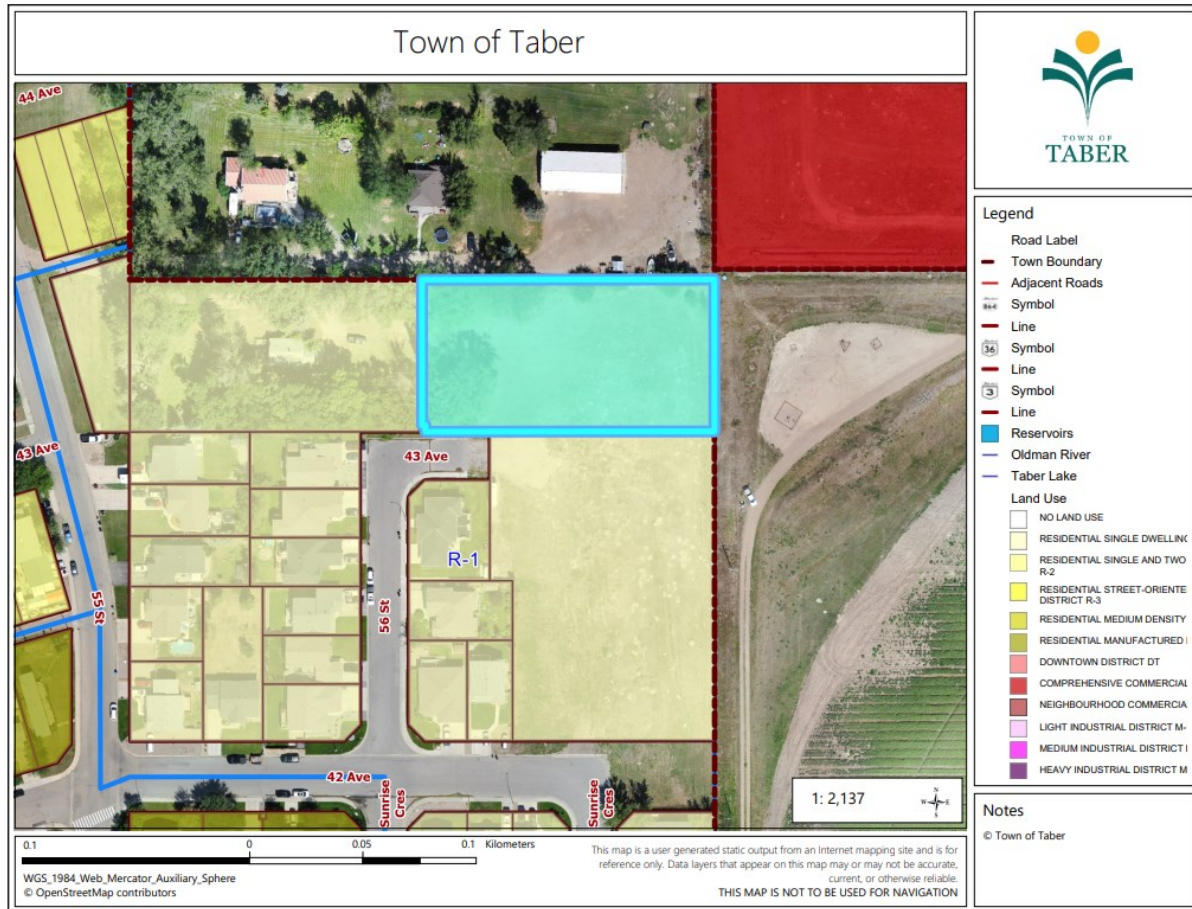 Town of Taber
TOWN OF
TABER
44 Ave
43 Ave
55 St
43 Ave
R-1
56 St
42 Ave
Sunrise
Cres
Sunrise
Cres
1: 2,137
N
W
E
S
Legend
Road Label
Town Boundary
Adjacent Roads
Symbol
Line
36
Symbol
Line
3
Symbol
Line
Reservoirs
Oldman River
Taber Lake
Land Use
NO LAND USE
RESIDENTIAL SINGLE DWELLING
RESIDENTIAL SINGLE AND TWO
R-2
RESIDENTIAL STREET-ORIENTE
DISTRICT R-3
RESIDENTIAL MEDIUM DENSITY
RESIDENTIAL MANUFACTURED
DOWNTOWN DISTRICT DT
COMPREHENSIVE COMMERCIAL
NEIGHBOURHOOD COMMERCIA
LIGHT INDUSTRIAL DISTRICT M-
MEDIUM INDUSTRIAL DISTRICT
HEAVY INDUSTRIAL DISTRICT M
Notes
© Town of Taber
0.1 0 0.05 0.1 Kilometers
WGS_1984_Web_Mercator_Auxiliary_Sphere
© OpenStreetMap contributors
This map is a user generated static output from an Internet mapping site and is for
reference only. Data layers that appear on this map may or may not be accurate,
current, or otherwise reliable.
THIS MAP IS NOT TO BE USED FOR NAVIGATION